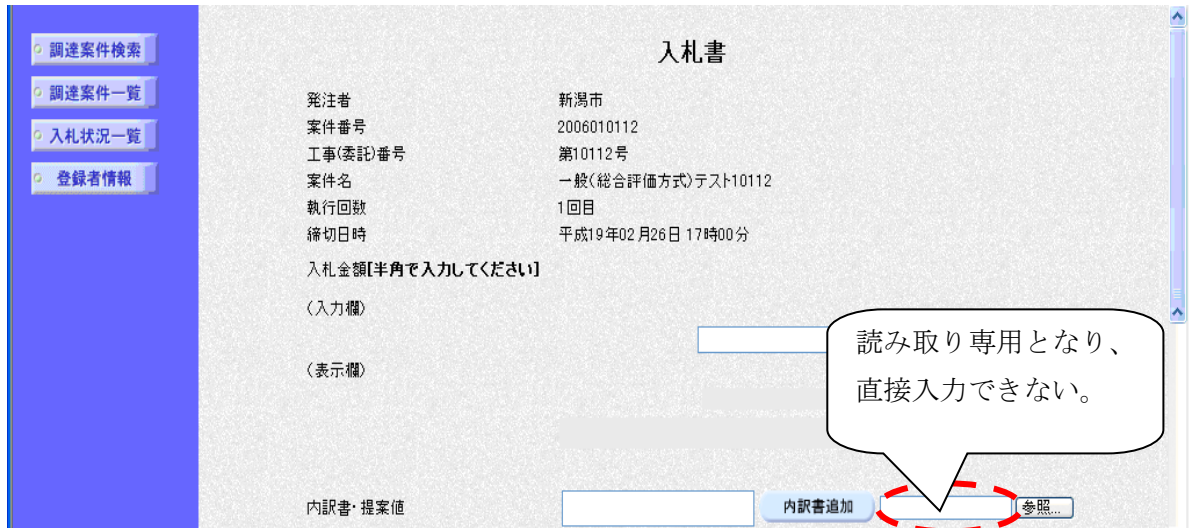 調達案件検索
調達案件一覧
入札状況一覧
登録者情報
入札書
発注者 新潟市
案件番号 2006010112
工事(委託)番号 第10112号
案件名 一般(総合評価方式)テスト10112
執行回数 1回目
締切日時 平成19年02月26日 17時00分
入札金額[半角で入力してください]
(入力欄)
(表示欄)
読み取り専用となり、
直接入力できない。
内訳書・提案値 内訳書追加 参照...